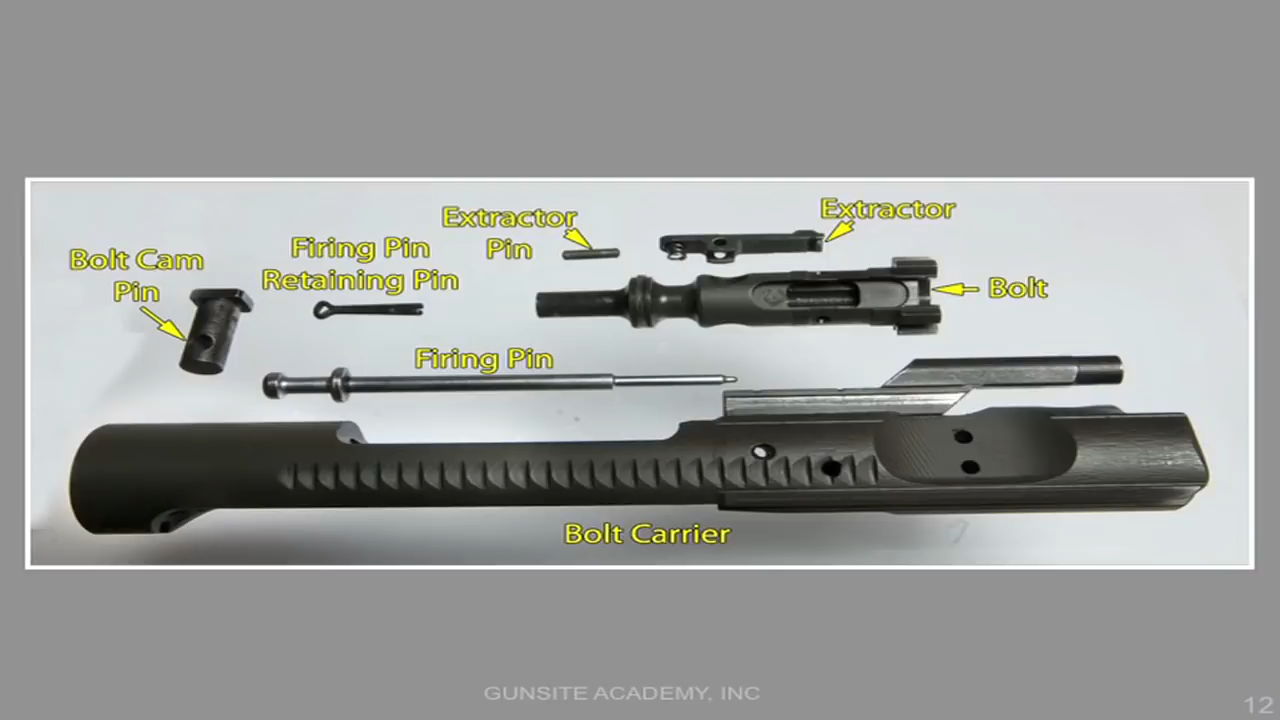 Extractor
Extractor
Pin
Bolt Cam
Pin
Firing Pin
Retaining Pin
Bolt
Firing Pin
Bolt Carrier
GUNSITE ACADEMY, INC
12